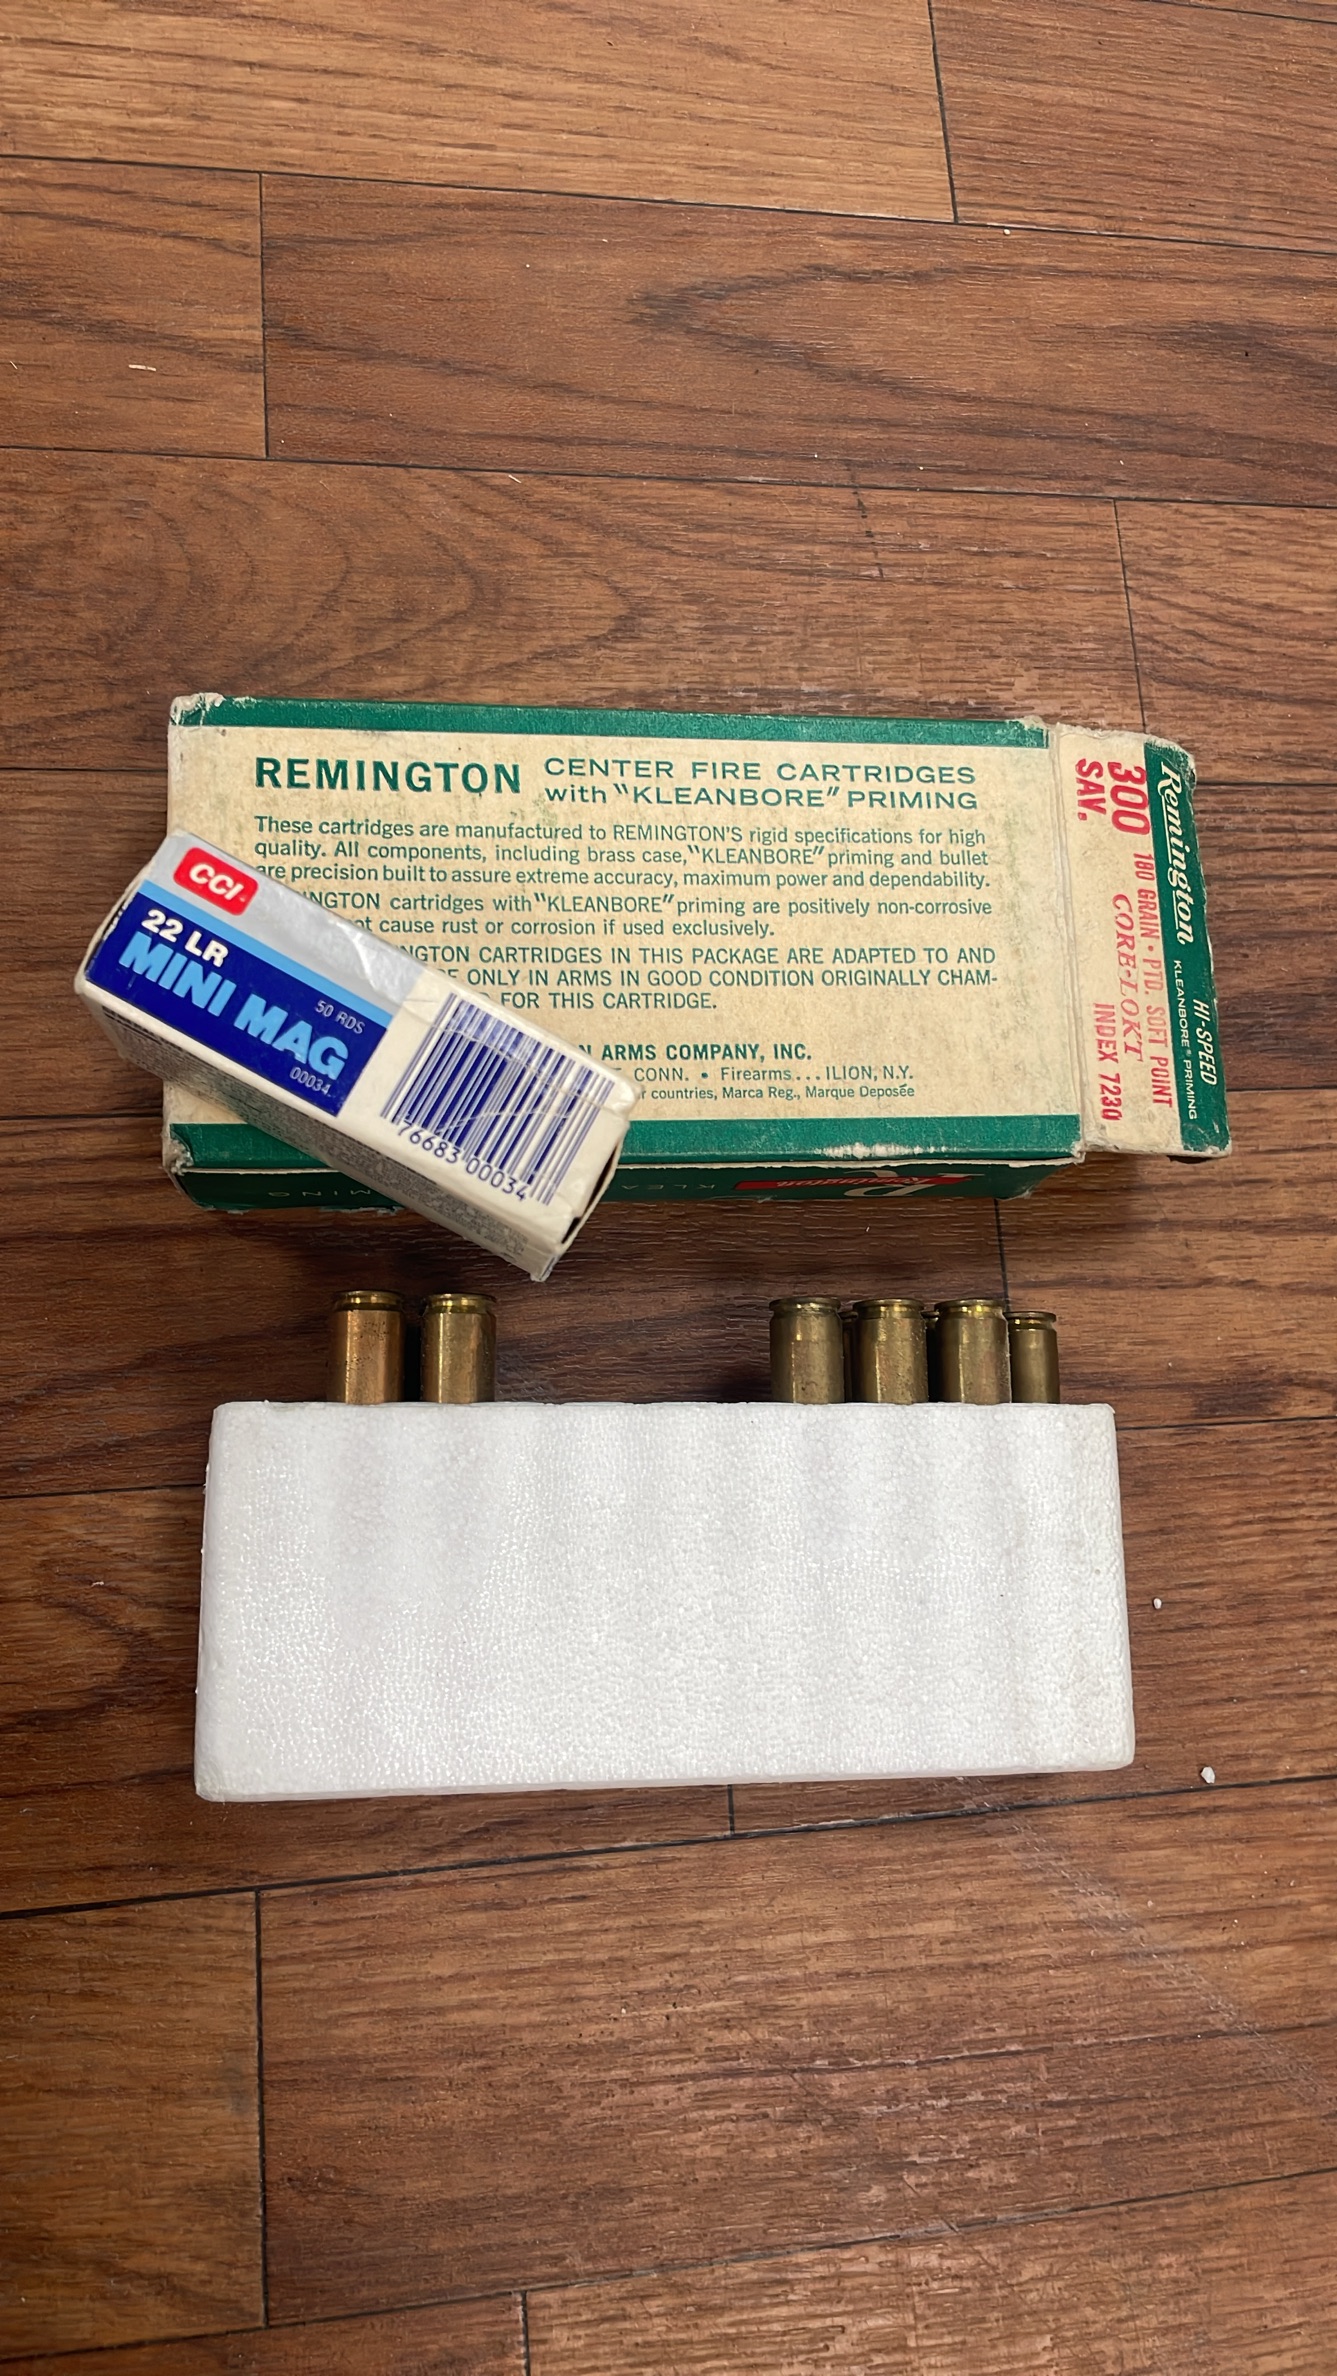 REMINGTON CENTER FIRE CARTRIDGES
with "KLEANBORE" PRIMING
These cartridges are manufactured to REMINGTON'S rigid specifications for high
quality. All components, including brass case, "KLEANBORE" priming and bullet
are precision built to assure extreme accuracy, maximum power and dependability.
NGTON cartridges with "KLEANBORE" priming are positively non-corrosive
ot cause rust or corrosion if used exclusively.
NGTON CARTRIDGES IN THIS PACKAGE ARE ADAPTED TO AND
ONLY IN ARMS IN GOOD CONDITION ORIGINALLY CHAM-
FOR THIS CARTRIDGE.
N ARMS COMPANY, INC.
CONN. • Firearms... ILION, N.Y.
r countries, Marca Reg., Marque Deposée
Remington HI-SPEED
KLEANBORE® PRIMING
300 180 GRAIN • PTD. SOFT POINT
SAV. CORE-LOKT
INDEX 7230
CCI
22 LR
MINI MAG
50 RDS
00034
76683 00034
Remington